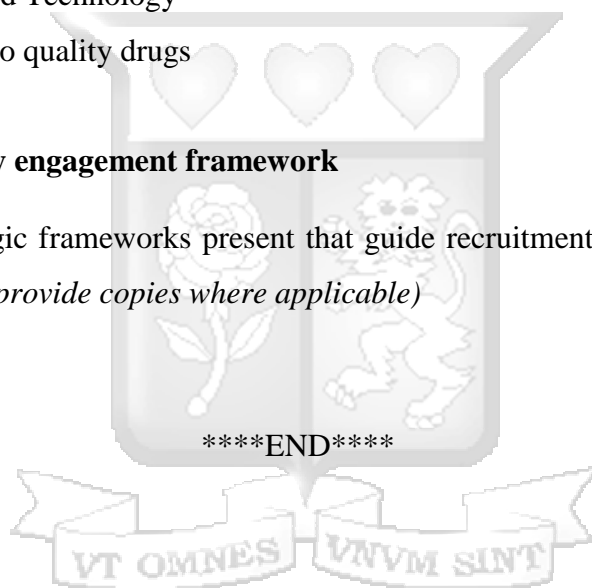 d Technology
o quality drugs
y engagement framework
gic frameworks present that guide recruitment
provide copies where applicable)
****END****
VT OMNES VNVM SINT